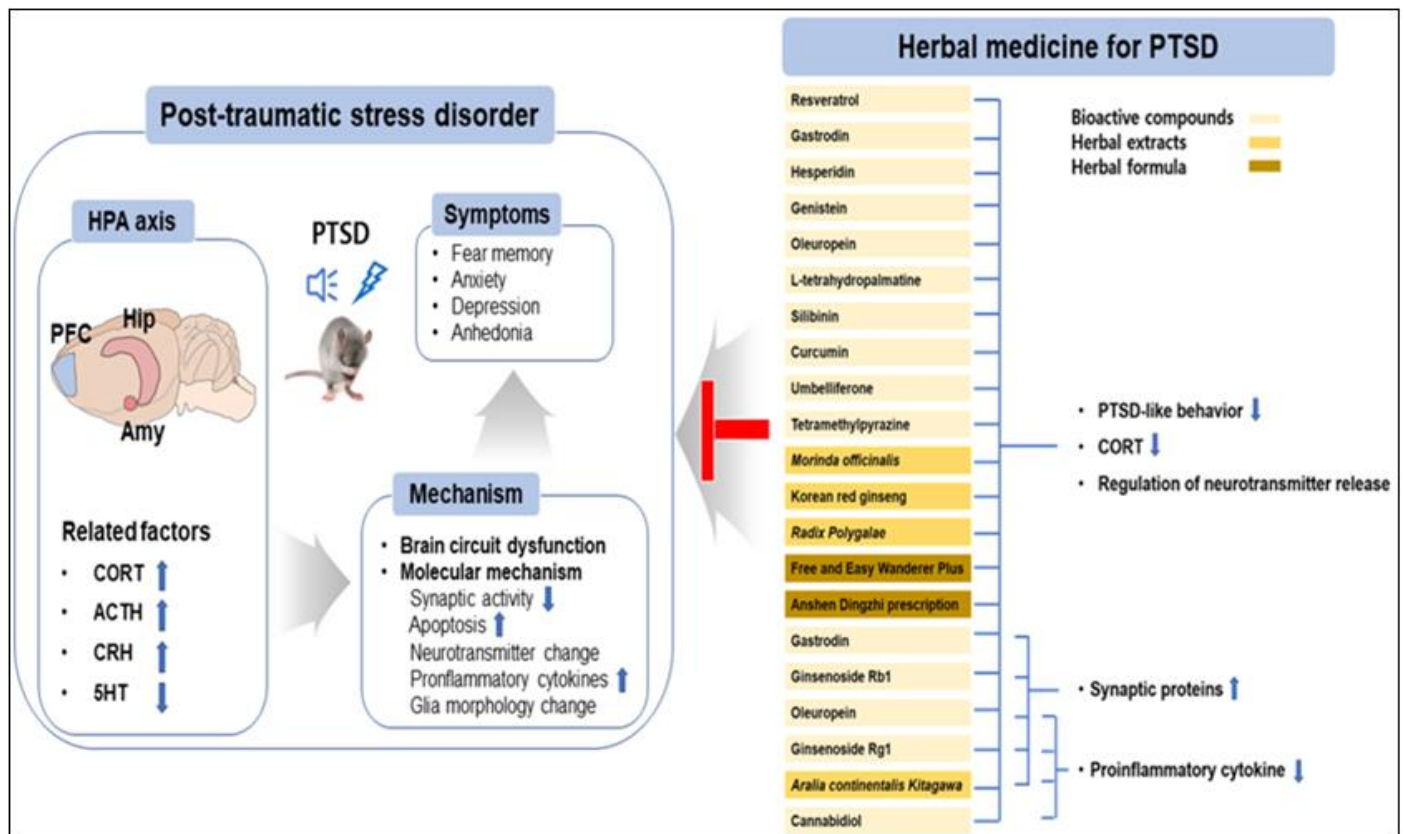 Post-traumatic stress disorder
HPA axis
PFC
Hip
Amy
Related factors
• CORT ↑
• ACTH ↑
• CRH ↑
• 5HT ↓
PTSD
Symptoms
• Fear memory
• Anxiety
• Depression
• Anhedonia
Mechanism
• Brain circuit dysfunction
• Molecular mechanism
Synaptic activity ↓
Apoptosis ↑
Neurotransmitter change
Pronflammatory cytokines ↑
Glia morphology change
Herbal medicine for PTSD
Resveratrol
Gastrodin
Hesperidin
Genistein
Oleuropein
L-tetrahydropalmatine
Silibinin
Curcumin
Umbelliferone
Tetramethylpyrazine
Morinda officinalis
Korean red ginseng
Radix Polygalae
Free and Easy Wanderer Plus
Anshen Dingzhi prescription
Gastrodin
Ginsenoside Rb1
Oleuropein
Ginsenoside Rg1
Aralia continentalis Kitagawa
Cannabidiol
Bioactive compounds
Herbal extracts
Herbal formula
• PTSD-like behavior ↓
• CORT ↓
• Regulation of neurotransmitter release
• Synaptic proteins ↑
• Proinflammatory cytokine ↓